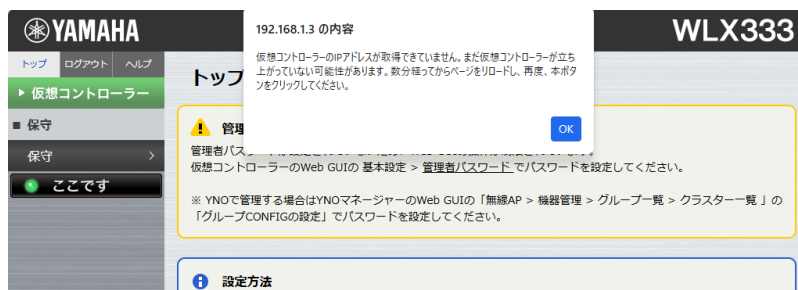 YAMAHA
WLX333
192.168.1.3 の内容
仮想コントローラーのIPアドレスが取得できていません。まだ仮想コントローラーが立ち
上がっていない可能性があります。数分経ってからページをリロードし、再度、本ボタ
ンをクリックしてください。
OK
トップ ログアウト ヘルプ
仮想コントローラー
保守
保守
ここです
トップ
管理
管理者パス
仮想コントローラーのWeb GUIの 基本設定 > 管理者パスワード でパスワードを設定してください。
※ YNOで管理する場合はYNOマネージャーのWeb GUIの「無線AP > 機器管理 > グループ一覧 > クラスター一覧 」の
「グループCONFIGの設定」でパスワードを設定してください。
設定方法